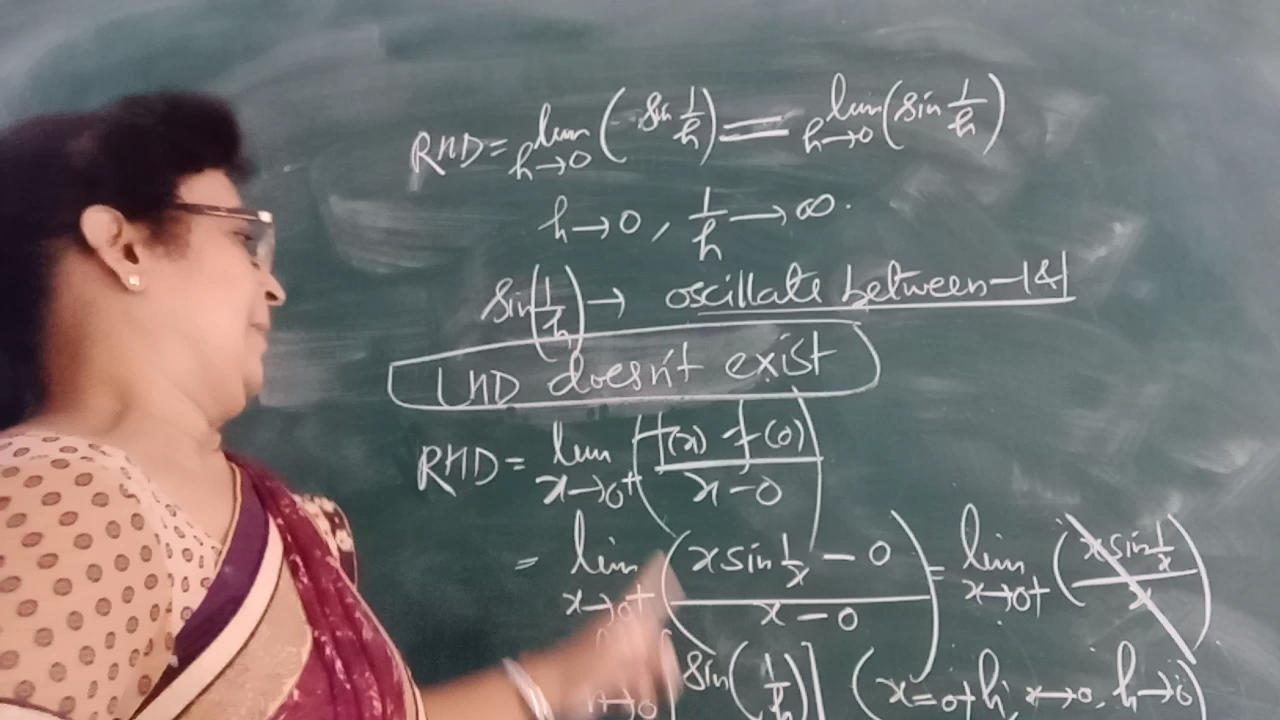 RHD = lim h→0 (sin 1/h) = lim h→0 (sin 1/h)
h→0, 1/h → ∞.
sin(1/h) → oscillate between -1 & 1
LHD doesn't exist
RHD = lim x→0+ (f(x) - f(0) / x - 0)
= lim x→0+ (x sin 1/x - 0 / x - 0) = lim x→0+ (x sin 1/x / x)
h→0 sin(1/h)] (x = 0+h, x→0, h→0)